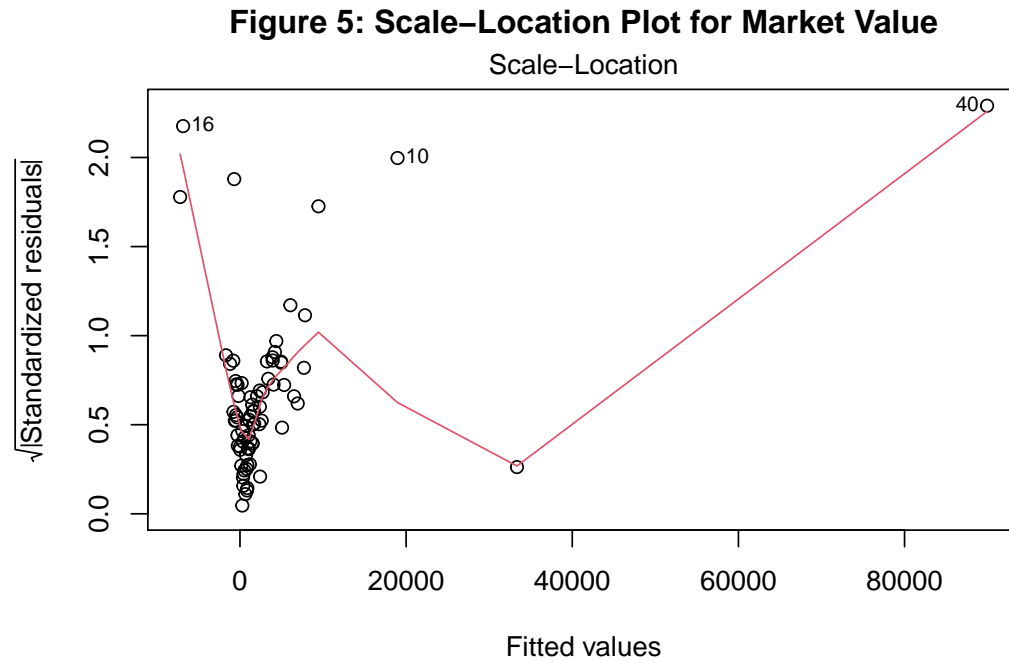 Figure 5: Scale−Location Plot for Market Value
Scale−Location
√|Standardized residuals|
2.0
1.5
1.0
0.5
0.0
16
10
40
0 20000 40000 60000 80000
Fitted values